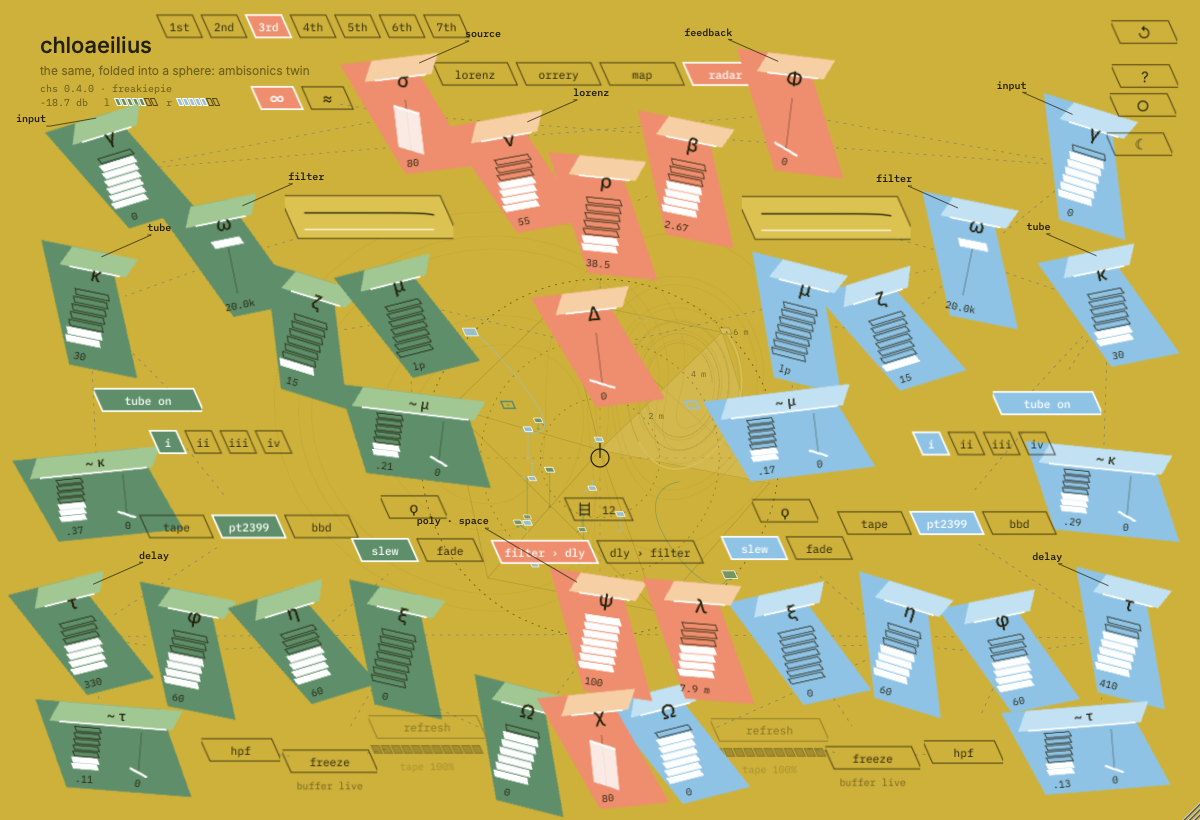 1st 2nd 3rd 4th 5th 6th 7th
source
feedback
chloaeilius
the same, folded into a sphere: ambisonics twin
chs 0.4.0 · freakiepie
-18.7 db l r
∞ ≈
lorenz orrery map radar
↺
?
○
☾
input
γ
0
σ
80
lorenz
ν
55
ρ
38.5
β
2.67
Φ
0
input
γ
0
filter
ω
20.0k
filter
ω
20.0k
tube
κ
30
ζ
15
μ
lp
Δ
0
μ
lp
ζ
15
tube
κ
30
6 m
4 m
2 m
tube on
i ii iii iv
~ μ
.21 0
~ μ
.17 0
tube on
i ii iii iv
~ κ
.37 0
~ κ
.29 0
tape pt2399 bbd
ϙ
12
ϙ
tape pt2399 bbd
poly · space
slew fade
filter › dly dly › filter
slew fade
delay
τ
330
φ
60
η
60
ξ
0
ψ
100
λ
7.9 m
ξ
0
η
60
φ
60
delay
τ
410
~ τ
.11 0
hpf
freeze
buffer live
refresh
tape 100%
Ω
0
χ
80
Ω
0
refresh
tape 100%
freeze
buffer live
hpf
~ τ
.13 0